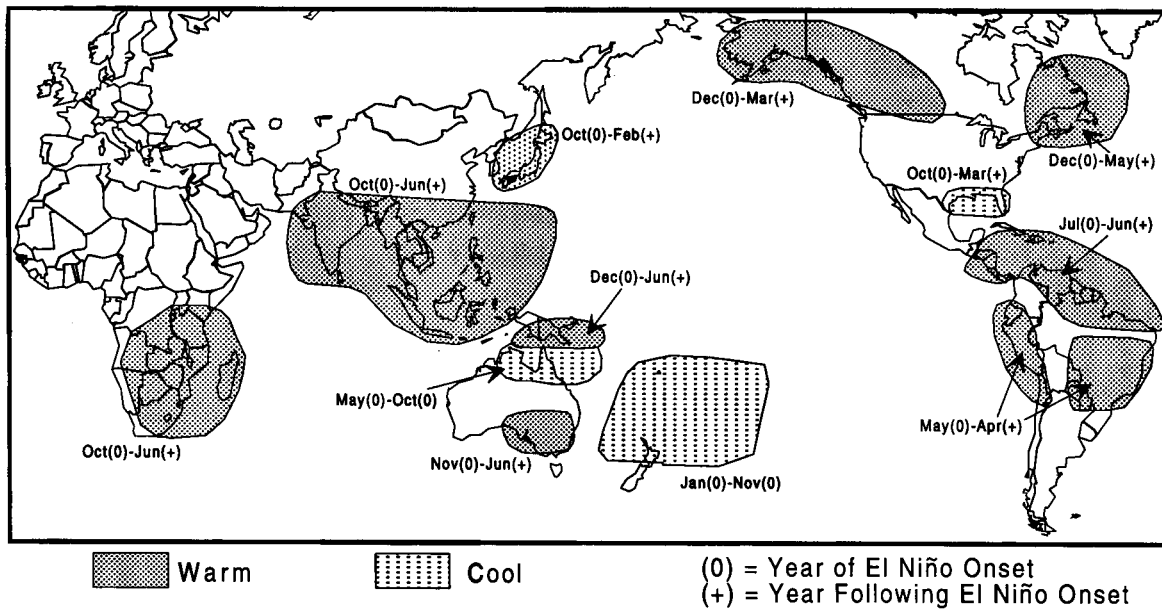 Dec(0)-Mar(+)
Oct(0)-Feb(+)
Dec(0)-May(+)
Oct(0)-Mar(+)
Oct(0)-Jun(+)
Jul(0)-Jun(+)
Dec(0)-Jun(+)
May(0)-Oct(0)
May(0)-Apr(+)
Oct(0)-Jun(+)
Nov(0)-Jun(+)
Jan(0)-Nov(0)
Warm
Cool
(0) = Year of El Niño Onset
(+) = Year Following El Niño Onset